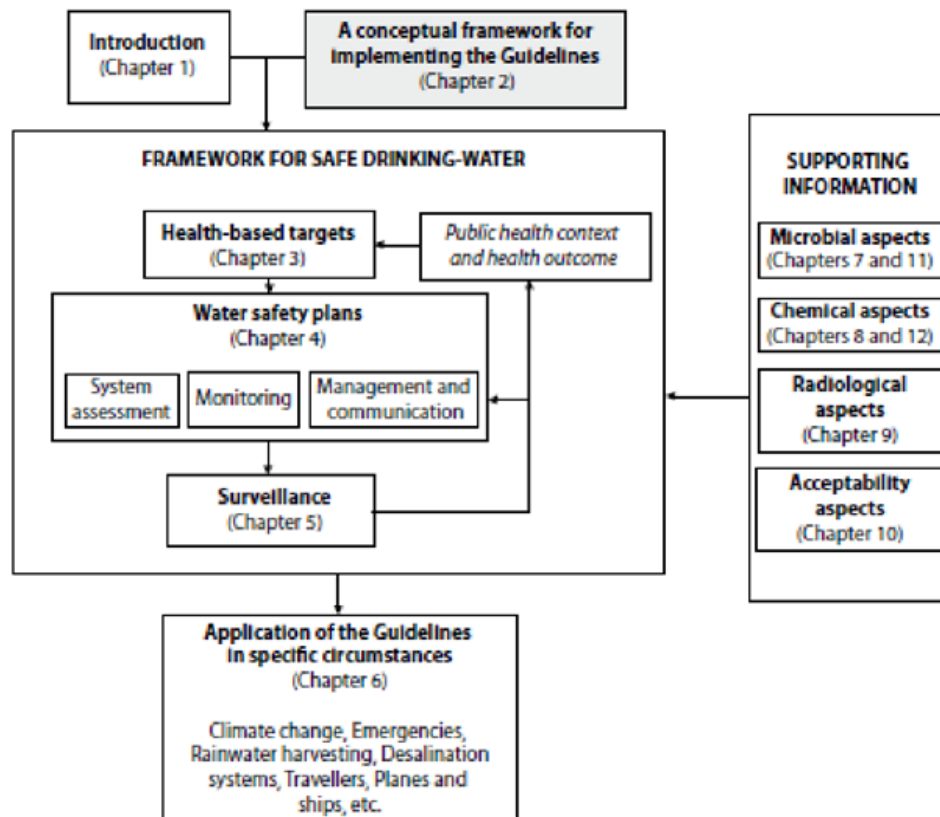 Introduction
(Chapter 1)
A conceptual framework for
implementing the Guidelines
(Chapter 2)
FRAMEWORK FOR SAFE DRINKING-WATER
Health-based targets
(Chapter 3)
Public health context
and health outcome
Water safety plans
(Chapter 4)
System
assessment
Monitoring
Management and
communication
Surveillance
(Chapter 5)
SUPPORTING
INFORMATION
Microbial aspects
(Chapters 7 and 11)
Chemical aspects
(Chapters 8 and 12)
Radiological
aspects
(Chapter 9)
Acceptability
aspects
(Chapter 10)
Application of the Guidelines
in specific circumstances
(Chapter 6)
Climate change, Emergencies,
Rainwater harvesting, Desalination
systems, Travellers, Planes and
ships, etc.